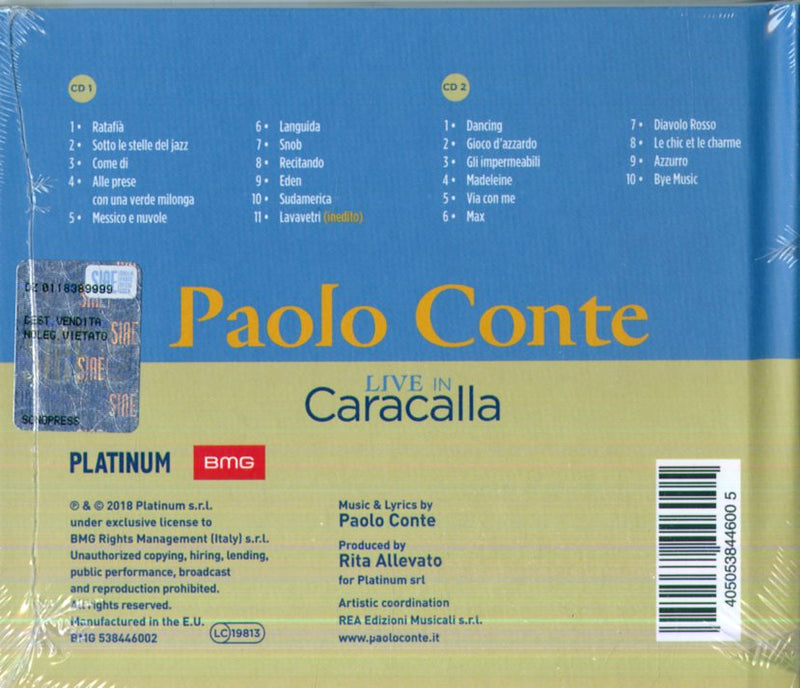 CD 1
1• Ratafià
2• Sotto le stelle del jazz
3• Come di
4• Alle prese
con una verde milonga
5• Messico e nuvole
6• Languida
7• Snob
8• Recitando
9• Eden
10• Sudamerica
11• Lavavetri (inedito)
CD 2
1• Dancing
2• Gioco d'azzardo
3• Gli impermeabili
4• Madeleine
5• Via con me
6• Max
7• Diavolo Rosso
8• Le chic et le charme
9• Azzurro
10• Bye Music
SIAE
OZ 0118389999
DEST.VENDITA
NOLEG.VIETATO
SIAE
SIAE
SIAE
SONOPRESS
Paolo Conte
LIVE IN
Caracalla
PLATINUM
BMG
℗ & © 2018 Platinum s.r.l.
under exclusive license to
BMG Rights Management (Italy) s.r.l.
Unauthorized copying, hiring, lending,
public performance, broadcast
and reproduction prohibited.
All rights reserved.
Manufactured in the E.U.
BMG 538446002
LC 19813
Music & Lyrics by
Paolo Conte
Produced by
Rita Allevato
for Platinum srl
Artistic coordination
REA Edizioni Musicali s.r.l.
www.paoloconte.it
4050538446005